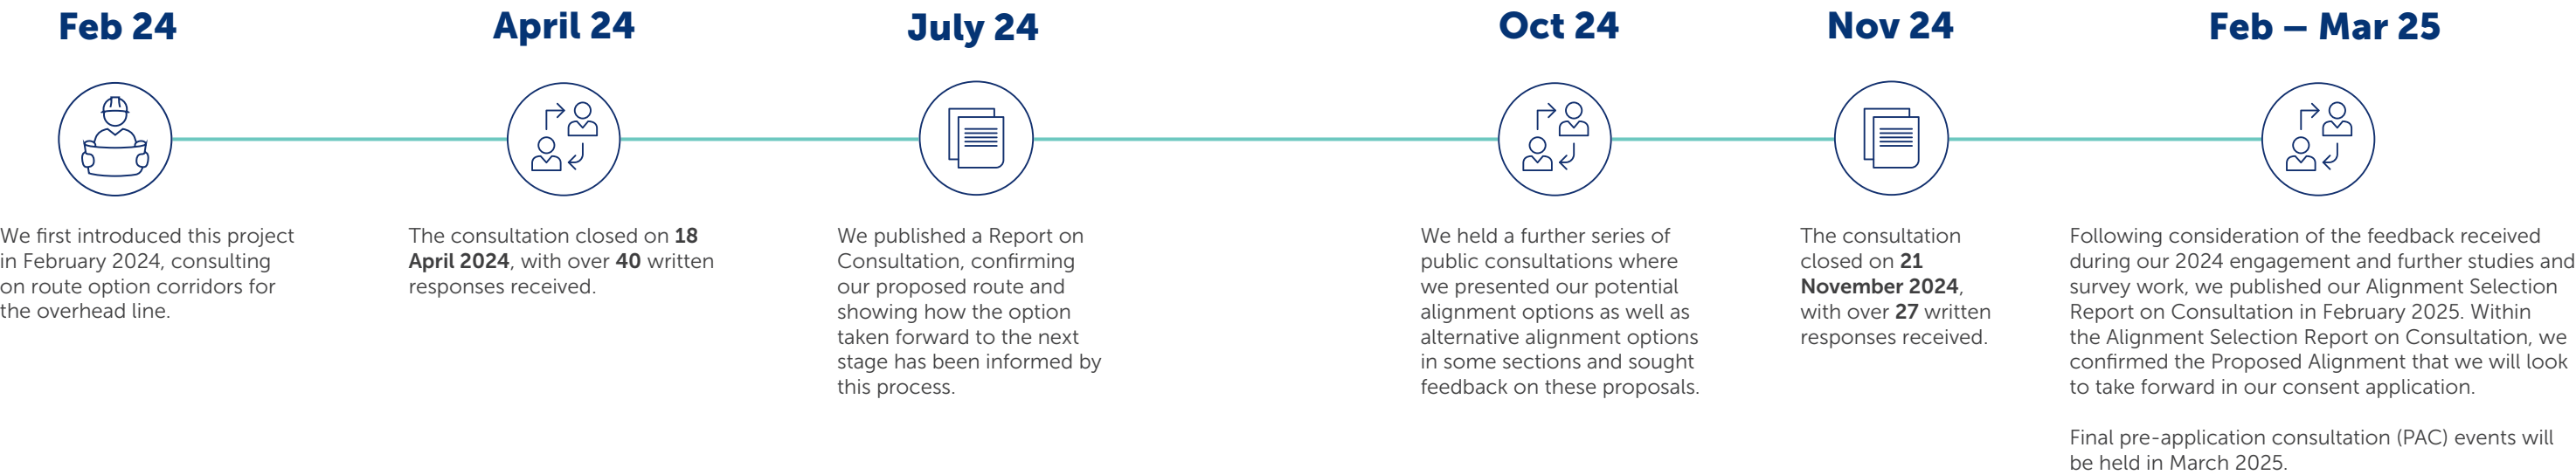 Feb 24
We first introduced this project
in February 2024, consulting
on route option corridors for
the overhead line.
April 24
The consultation closed on 18
April 2024, with over 40 written
responses received.
July 24
We published a Report on
Consultation, confirming
our proposed route and
showing how the option
taken forward to the next
stage has been informed by
this process.
Oct 24
We held a further series of
public consultations where
we presented our potential
alignment options as well as
alternative alignment options
in some sections and sought
feedback on these proposals.
Nov 24
The consultation
closed on 21
November 2024,
with over 27 written
responses received.
Feb – Mar 25
Following consideration of the feedback received
during our 2024 engagement and further studies and
survey work, we published our Alignment Selection
Report on Consultation in February 2025. Within
the Alignment Selection Report on Consultation, we
confirmed the Proposed Alignment that we will look
to take forward in our consent application.
Final pre-application consultation (PAC) events will
be held in March 2025.